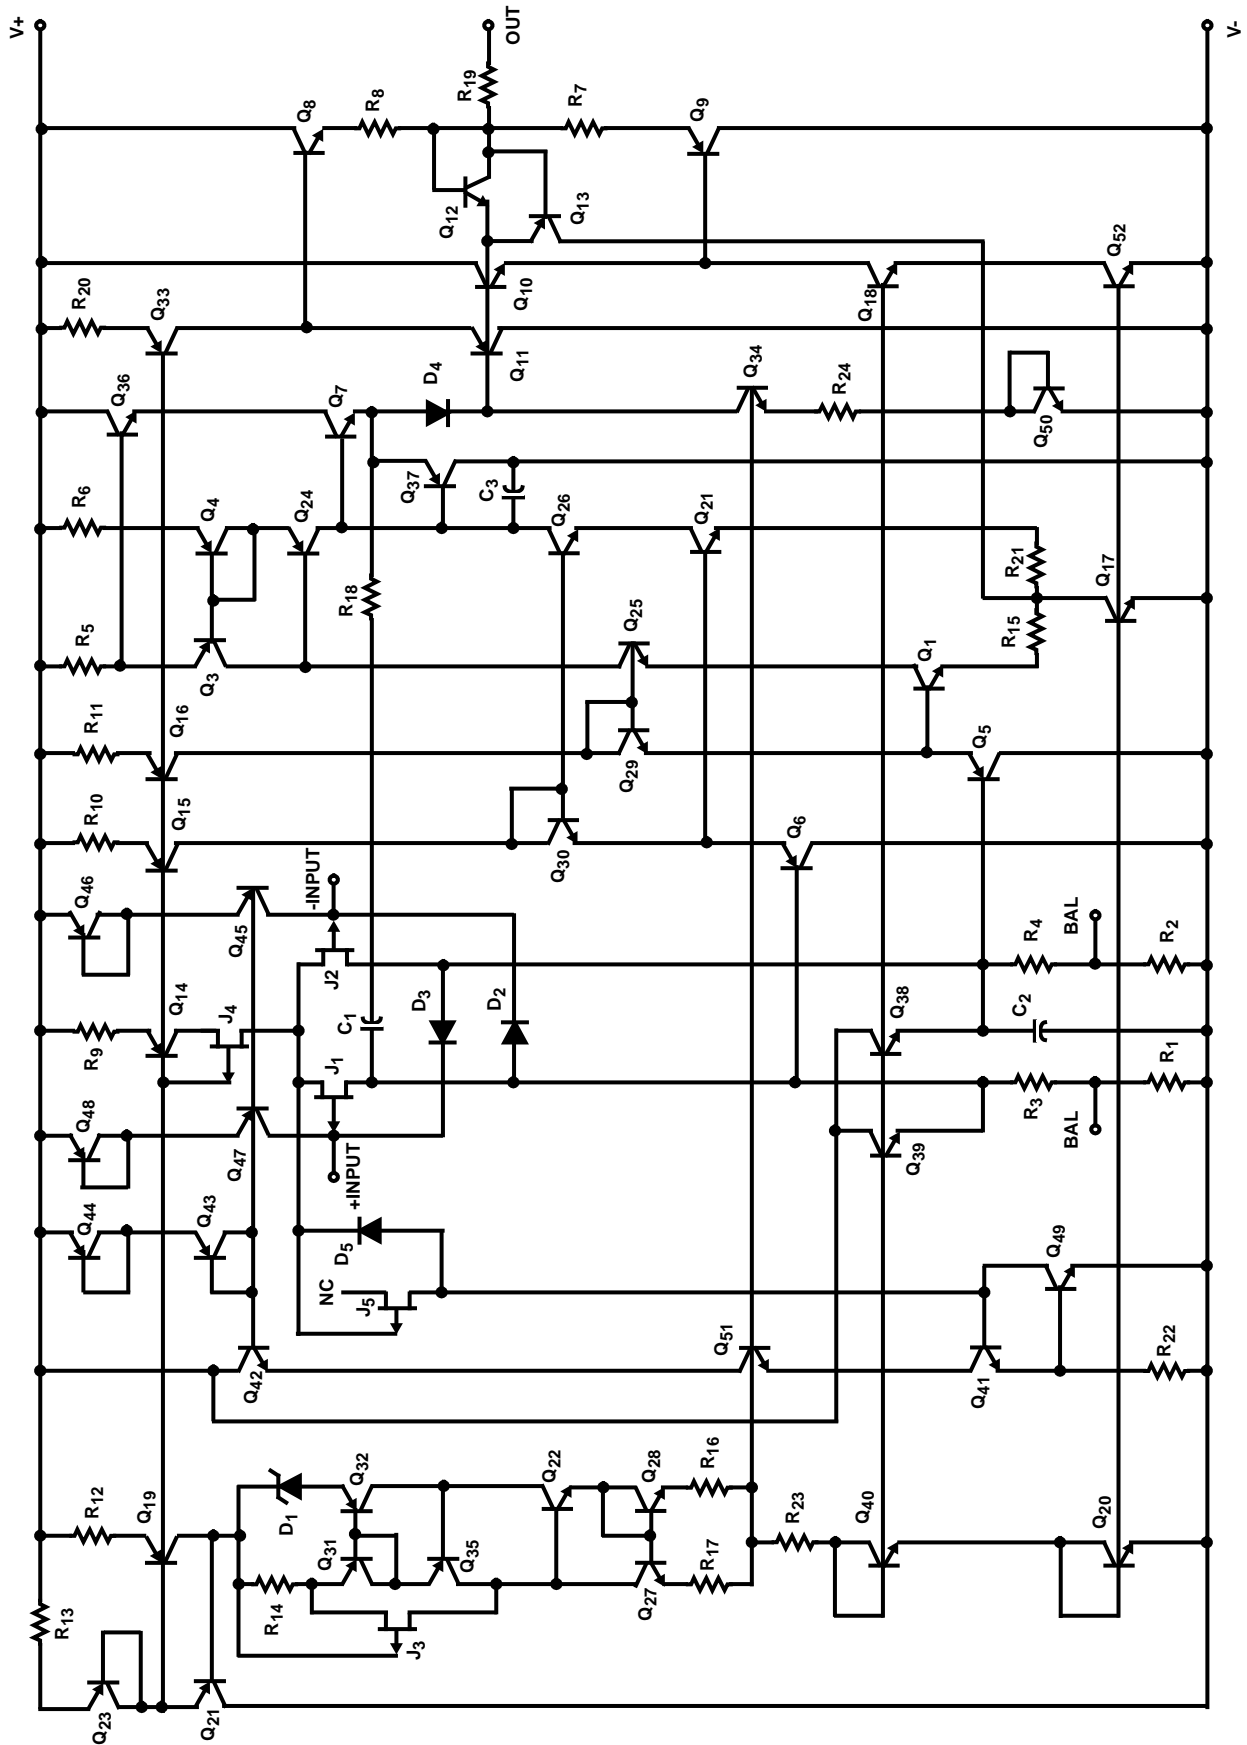 V+
R20
R8
Q8
R19
OUT
R7
Q9
V-
Q12
Q13
Q33
Q10
Q11
Q18
Q52
Q36
Q7
D4
Q34
R24
Q50
R6
Q4
Q24
Q37
C3
Q26
Q21
R21
Q17
R5
Q3
R18
Q25
Q1
R15
R11
Q16
Q29
Q5
R10
Q15
Q30
Q6
Q46
Q45
-INPUT
J2
R4
BAL
R2
R9
Q14
J4
C1
D3
D2
Q38
C2
J1
R3
BAL
R1
Q48
Q47
+INPUT
Q39
Q44
Q43
D5
NC
J5
Q49
Q42
Q51
Q41
R22
R12
Q19
D1
Q32
Q22
Q28
R16
R23
Q40
Q20
R14
Q31
Q35
Q27
R17
J3
R13
Q23
Q21